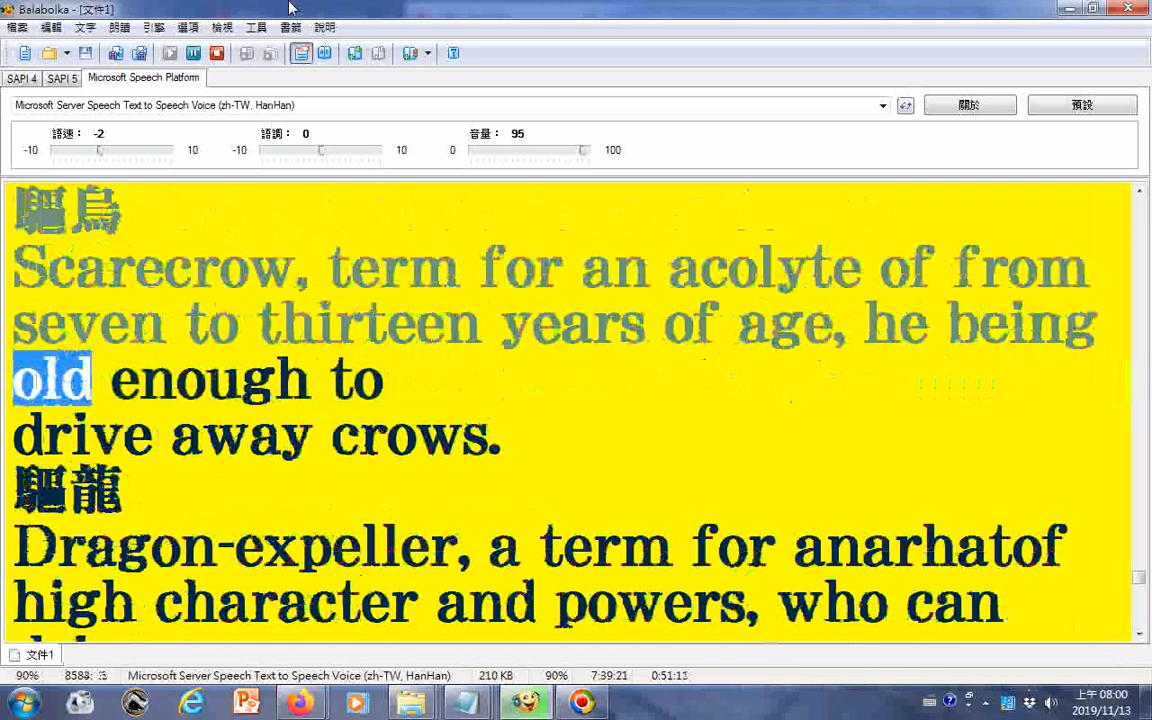 Balabolka - [文件1]
檔案 編輯 文字 朗讀 引擎 選項 檢視 工具 書籤 說明
SAPI 4 SAPI 5 Microsoft Speech Platform
Microsoft Server Speech Text to Speech Voice (zh-TW, HanHan) 關於 預設
語速： -2 語調： 0 音量： 95
-10 10 -10 10 0 100
驅烏
Scarecrow, term for an acolyte of from
seven to thirteen years of age, he being
old enough to
drive away crows.
驅龍
Dragon-expeller, a term for anarhatof
high character and powers, who can
文件1
90% Microsoft Server Speech Text to Speech Voice (zh-TW, HanHan) 210 KB 90% 7:39:21 0:51:13
上午 08:00
2019/11/13